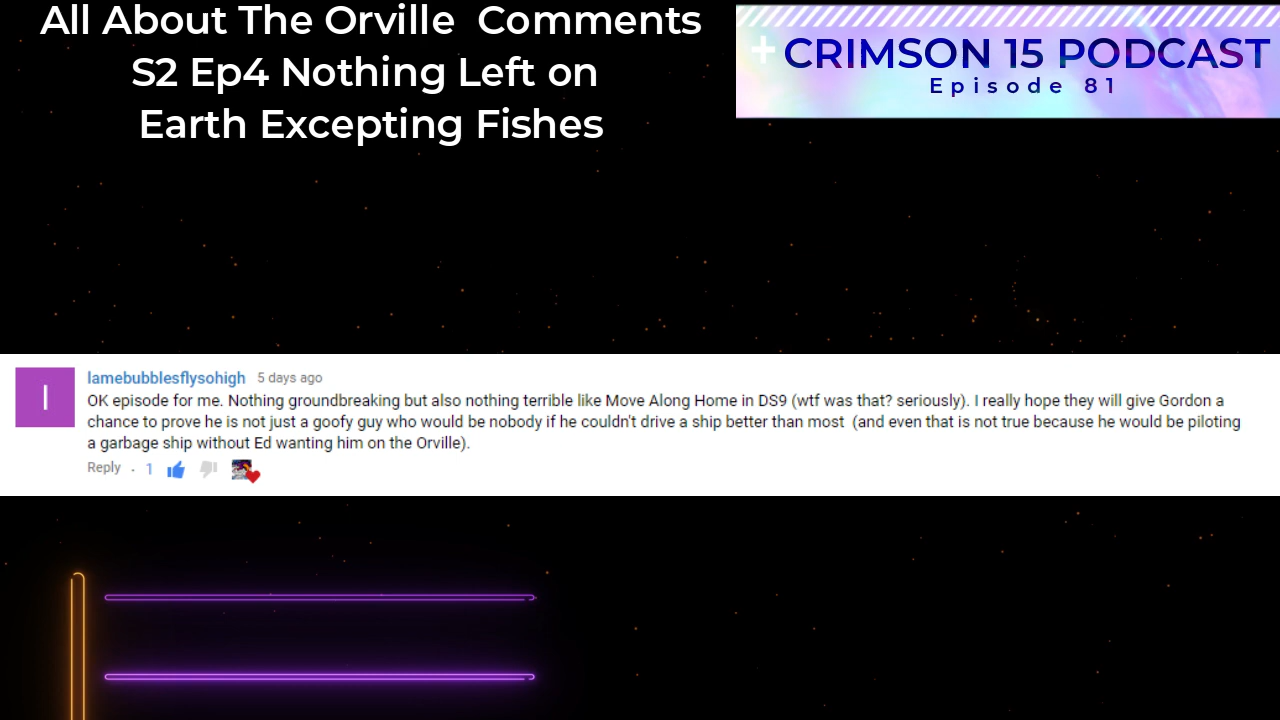 All About The Orville  Comments
S2 Ep4 Nothing Left on
Earth Excepting Fishes
+ CRIMSON 15 PODCAST
Episode 81
I
lamebubblesflysohigh 5 days ago
OK episode for me. Nothing groundbreaking but also nothing terrible like Move Along Home in DS9 (wtf was that? seriously). I really hope they will give Gordon a
chance to prove he is not just a goofy guy who would be nobody if he couldn't drive a ship better than most  (and even that is not true because he would be piloting
a garbage ship without Ed wanting him on the Orville).
Reply · 1